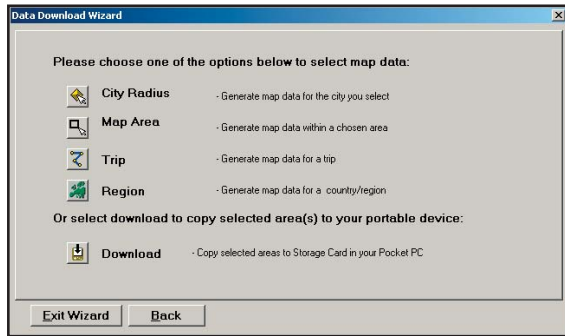 Data Download Wizard
Please choose one of the options below to select map data:
City Radius - Generate map data for the city you select
Map Area - Generate map data within a chosen area
Trip - Generate map data for a trip
Region - Generate map data for a country/region
Or select download to copy selected area(s) to your portable device:
Download - Copy selected areas to Storage Card in your Pocket PC
Exit Wizard Back